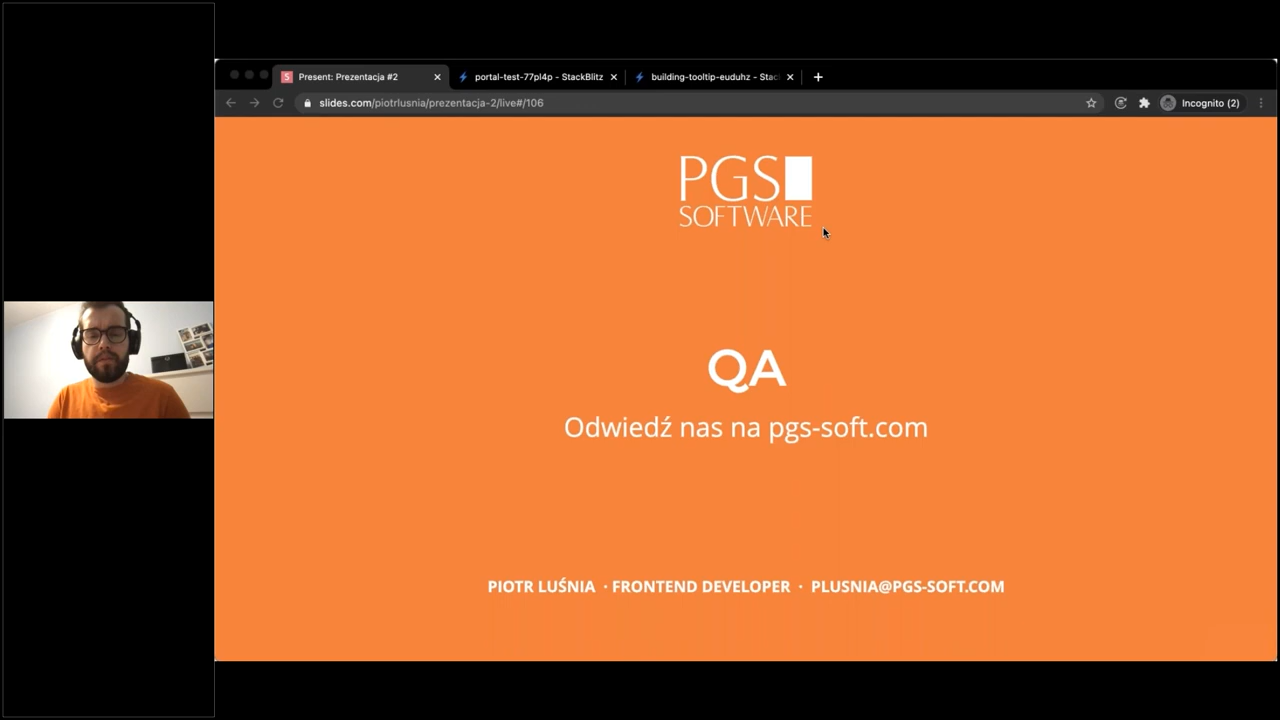 Present: Prezentacja #2
portal-test-77pl4p - StackBlitz
building-tooltip-euduhz - Stac
slides.com/piotrlusnia/prezentacja-2/live#/106
Incognito (2)
PGS
SOFTWARE
QA
Odwiedź nas na pgs-soft.com
PIOTR LUŚNIA · FRONTEND DEVELOPER · PLUSNIA@PGS-SOFT.COM